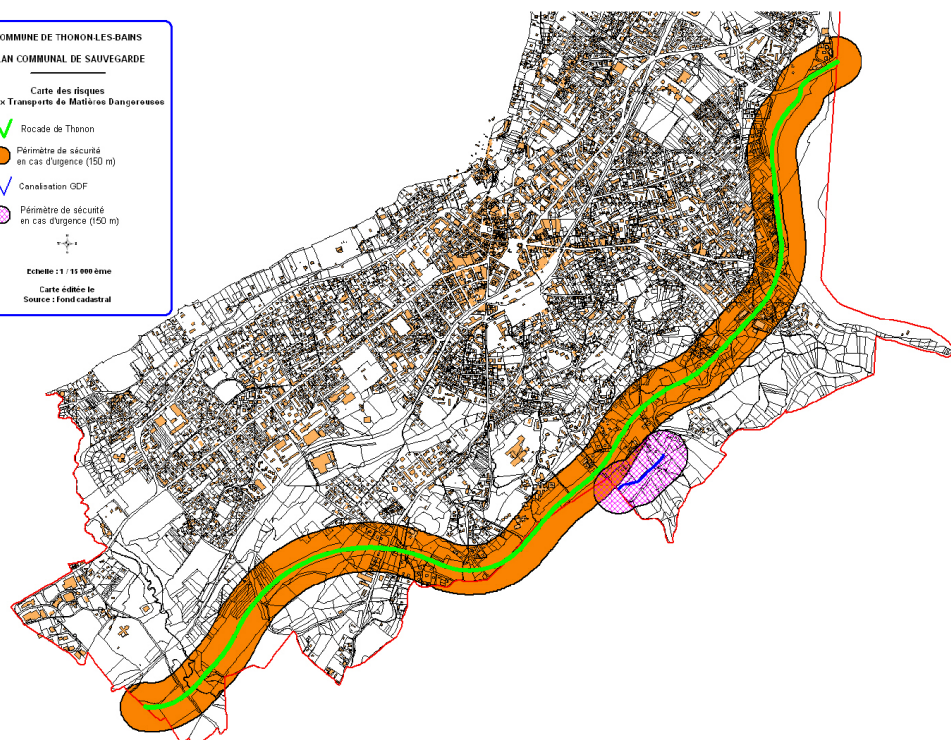 OMMUNE DE THONON-LES-BAINS
AN COMMUNAL DE SAUVEGARDE
Carte des risques
x Transports de Matières Dangereuses
Rocade de Thonon
Périmètre de sécurité
en cas d'urgence (150 m)
Canalisation GDF
Périmètre de sécurité
en cas d'urgence (150 m)
Echelle : 1 / 15 000 ème
Carte éditée le
Source : Fond cadastral